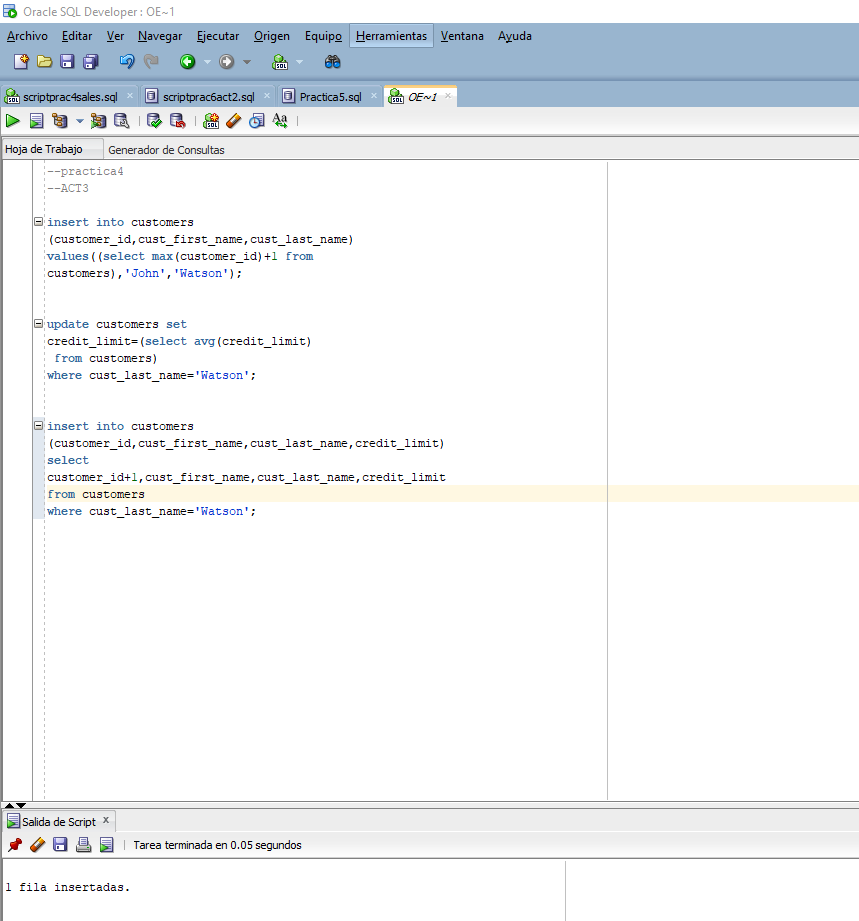 Oracle SQL Developer : OE~1
Archivo Editar Ver Navegar Ejecutar Origen Equipo Herramientas Ventana Ayuda
scriptprac4sales.sql scriptprac6act2.sql Practica5.sql OE~1
Hoja de Trabajo Generador de Consultas
--practica4
--ACT3
insert into customers
(customer_id,cust_first_name,cust_last_name)
values((select max(customer_id)+1 from
customers),'John','Watson');
update customers set
credit_limit=(select avg(credit_limit)
from customers)
where cust_last_name='Watson';
insert into customers
(customer_id,cust_first_name,cust_last_name,credit_limit)
select
customer_id+1,cust_first_name,cust_last_name,credit_limit
from customers
where cust_last_name='Watson';
Salida de Script x
Tarea terminada en 0.05 segundos
1 fila insertadas.